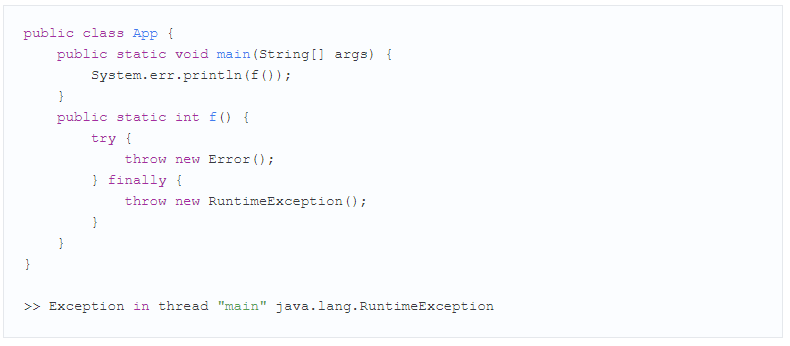 public class App {
    public static void main(String[] args) {
        System.err.println(f());
    }
    public static int f() {
        try {
            throw new Error();
        } finally {
            throw new RuntimeException();
        }
    }
}
>> Exception in thread "main" java.lang.RuntimeException